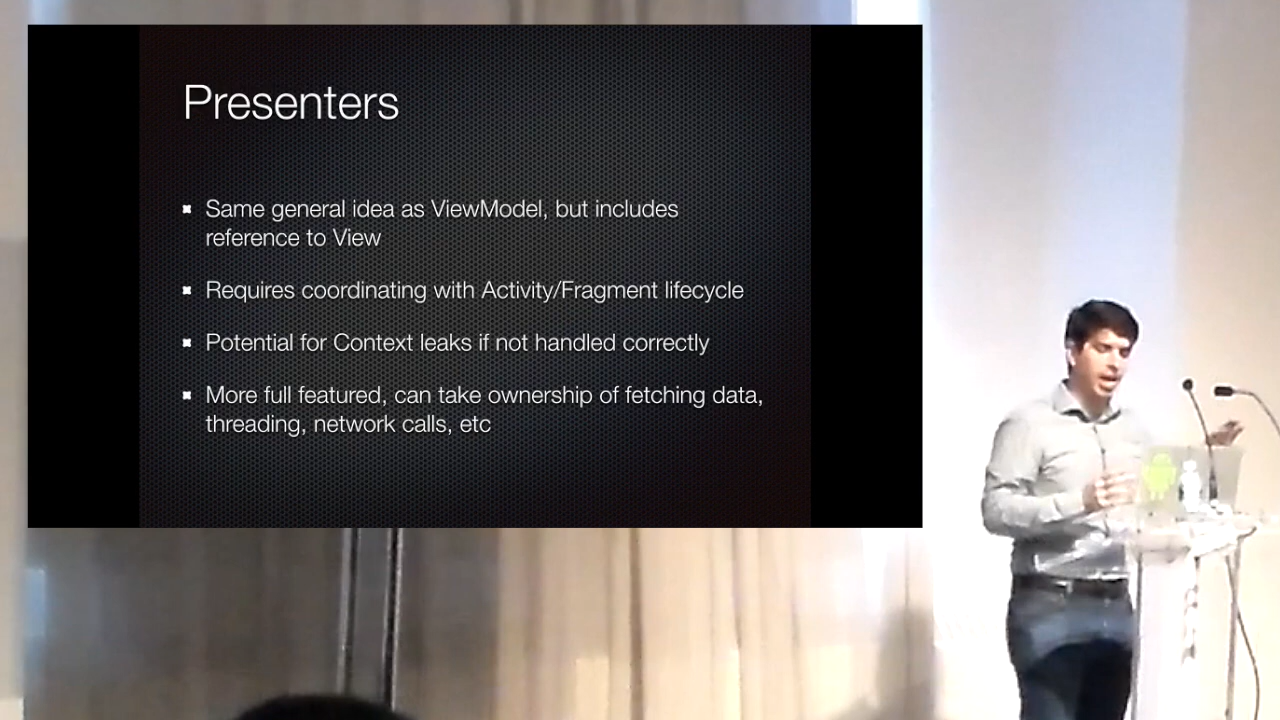 Presenters
Same general idea as ViewModel, but includes
reference to View
Requires coordinating with Activity/Fragment lifecycle
Potential for Context leaks if not handled correctly
More full featured, can take ownership of fetching data,
threading, network calls, etc